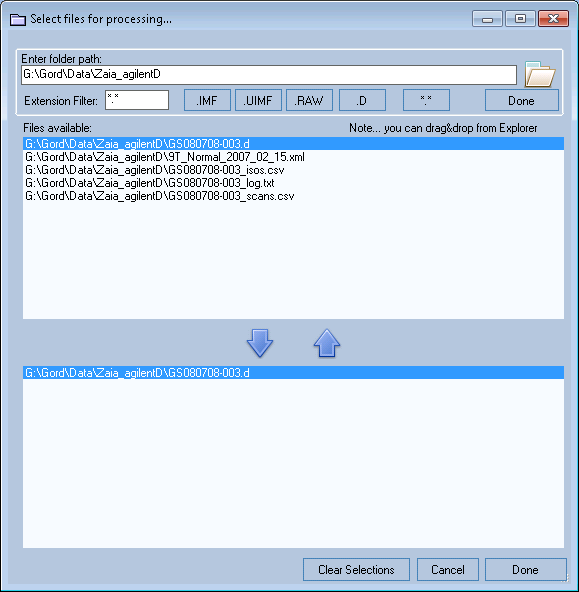 Select files for processing...
Enter folder path:
G:\Gord\Data\Zaia_agilentD
Extension Filter: *.* .IMF .UIMF .RAW .D *.* Done
Files available: Note... you can drag&drop from Explorer
G:\Gord\Data\Zaia_agilentD\GS080708-003.d
G:\Gord\Data\Zaia_agilentD\9T_Normal_2007_02_15.xml
G:\Gord\Data\Zaia_agilentD\GS080708-003_isos.csv
G:\Gord\Data\Zaia_agilentD\GS080708-003_log.txt
G:\Gord\Data\Zaia_agilentD\GS080708-003_scans.csv
G:\Gord\Data\Zaia_agilentD\GS080708-003.d
Clear Selections Cancel Done